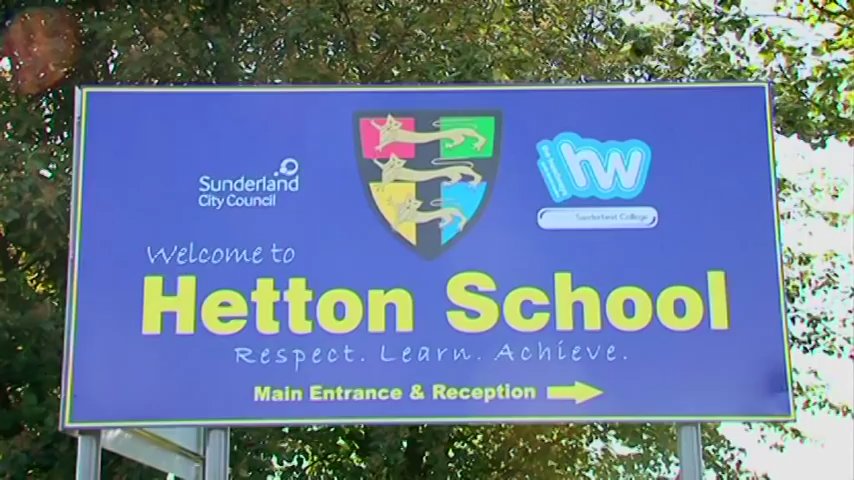 Sunderland
City Council
hw
Sunderland College
Welcome to
Hetton School
Respect. Learn. Achieve.
Main Entrance & Reception